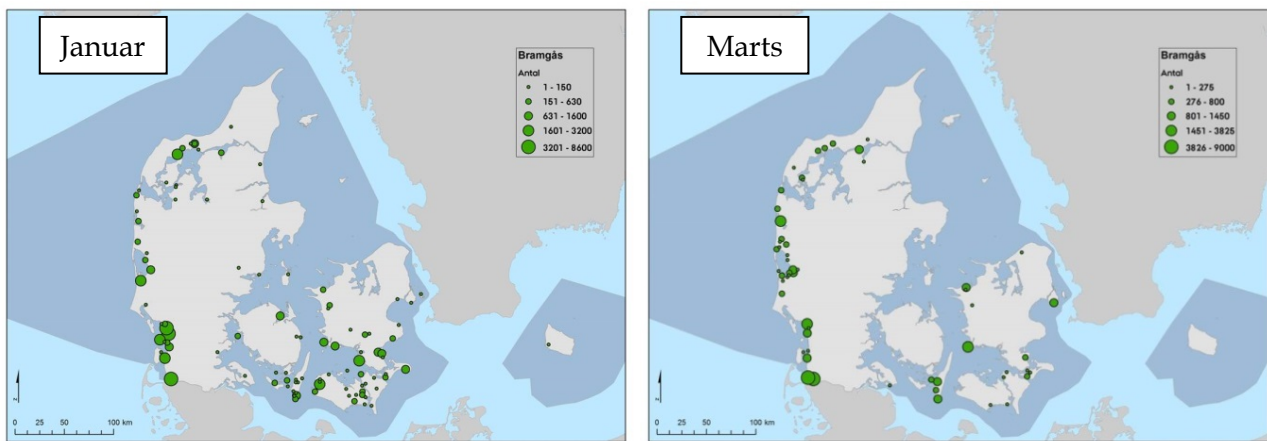 Januar
Bramgås
Antal
1 - 150
151 - 630
631 - 1600
1601 - 3200
3201 - 8600
N
0 25 50 100 km
Marts
Bramgås
Antal
1 - 275
276 - 800
801 - 1450
1451 - 3825
3826 - 9000
N
0 25 50 100 km